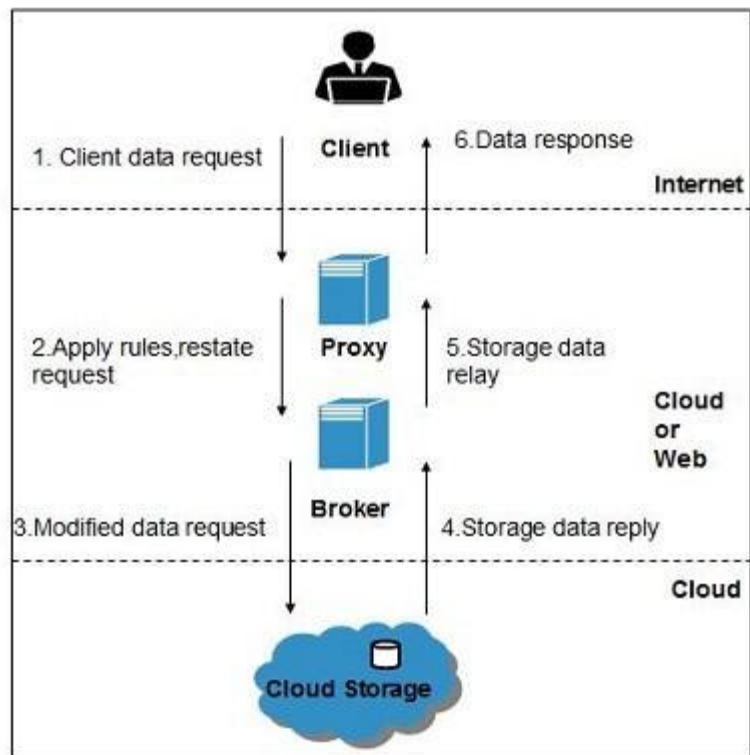 1. Client data request
Client
6.Data response
Internet
2.Apply rules,restate
request
Proxy
5.Storage data
relay
Cloud
or
Web
Broker
3.Modified data request
4.Storage data reply
Cloud
Cloud Storage